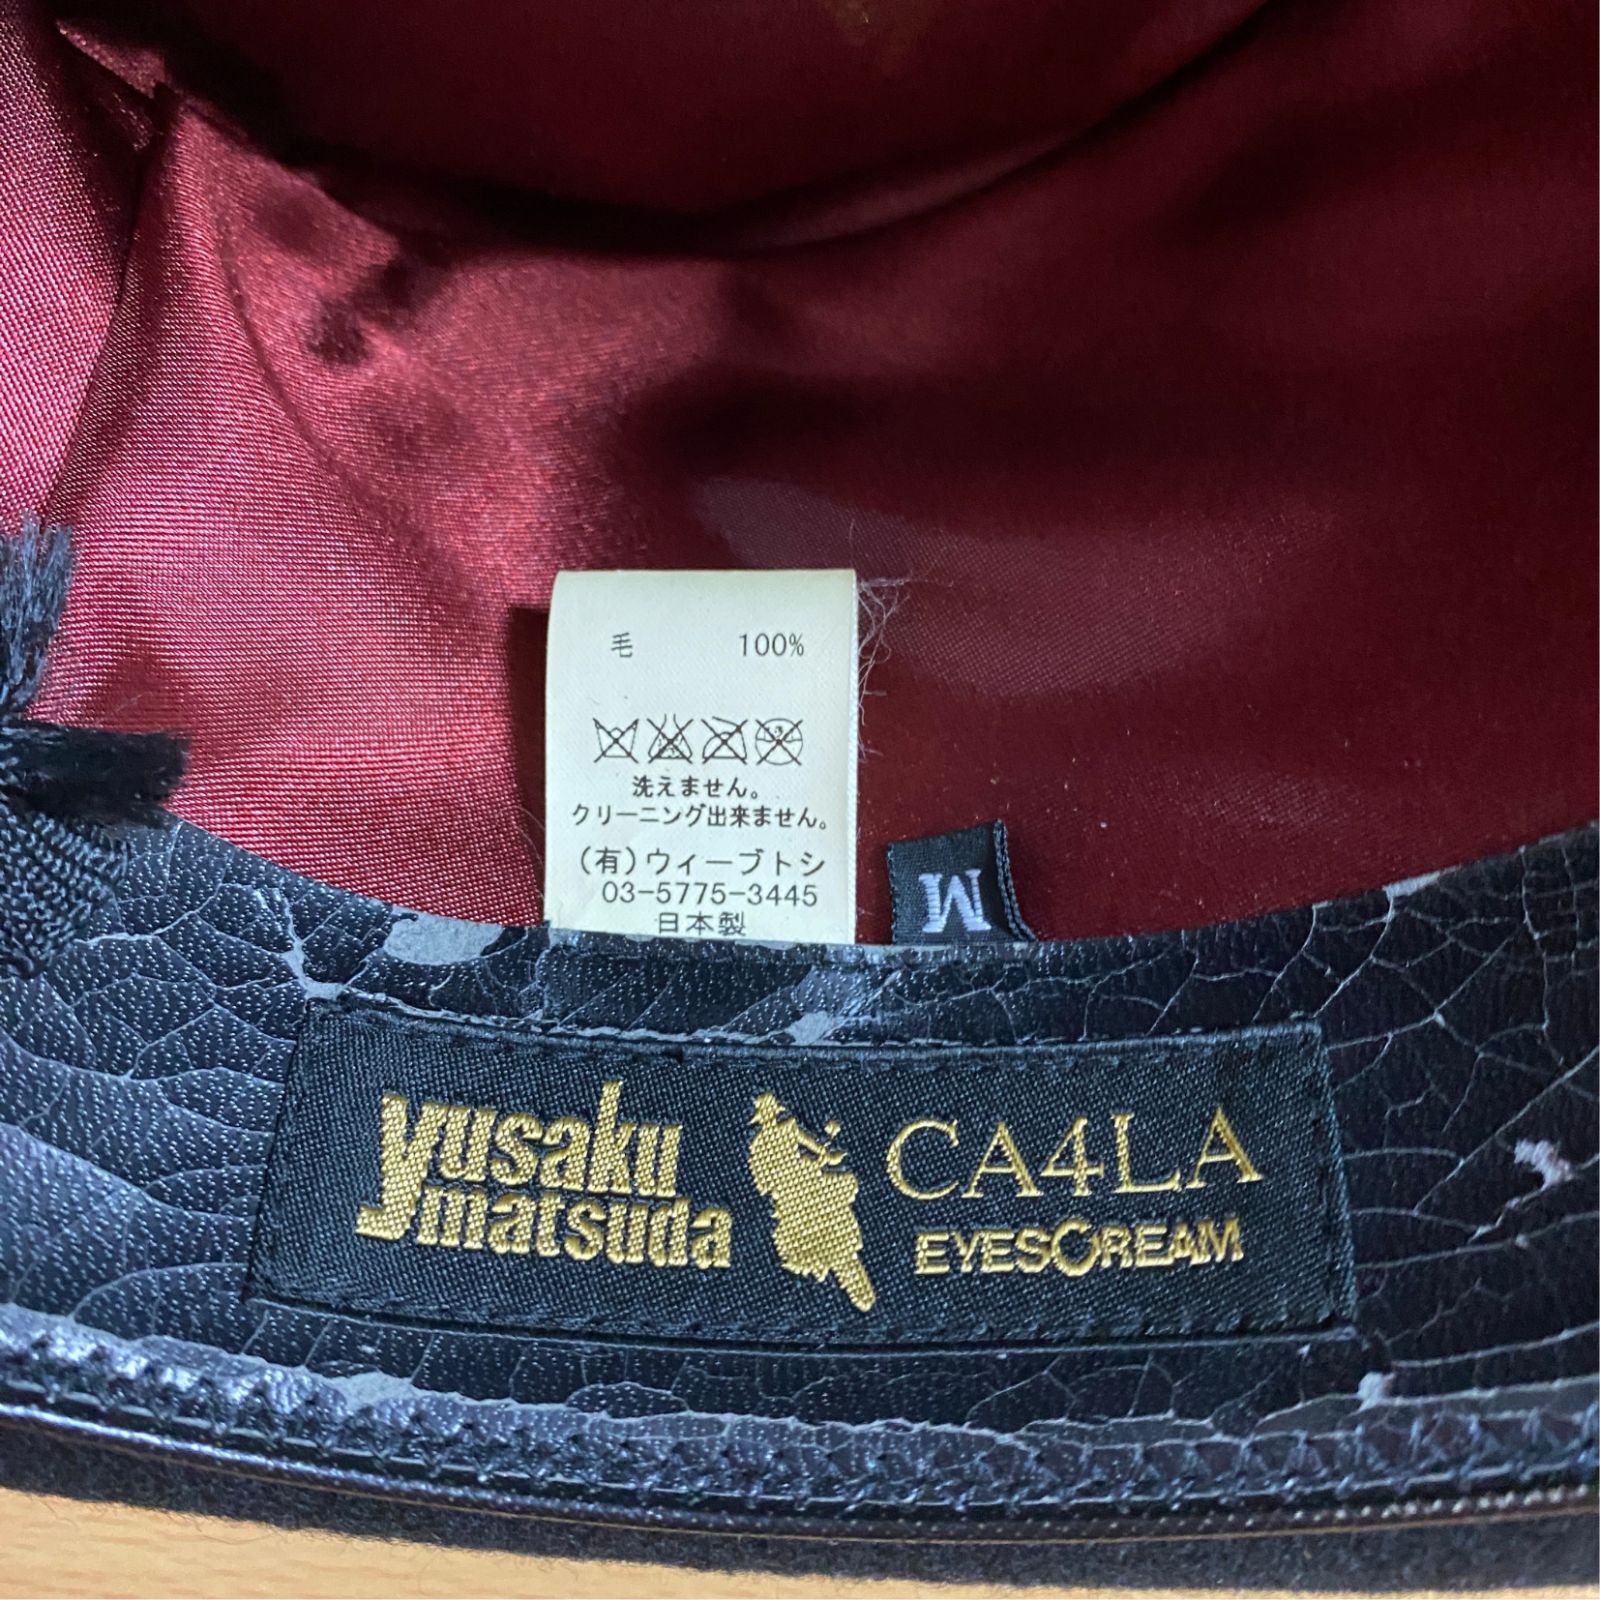 毛 100%
洗えません。
クリーニング出来ません。
(有)ウィーブトシ
03-5775-3445
日本製
M
yusaku
matsuda
CA4LA
EYESCREAM